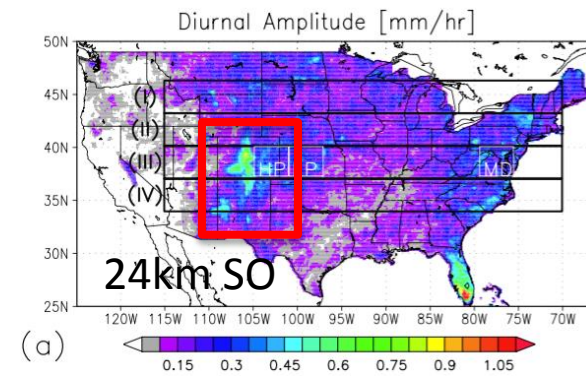 Diurnal Amplitude [mm/hr]
50N
45N
(I)
(II)
40N
(III)
HP
P
MD
35N
(IV)
30N
24km SO
25N
120W 115W 110W 105W 100W 95W 90W 85W 80W 75W 70W
(a)
0.15 0.3 0.45 0.6 0.75 0.9 1.05